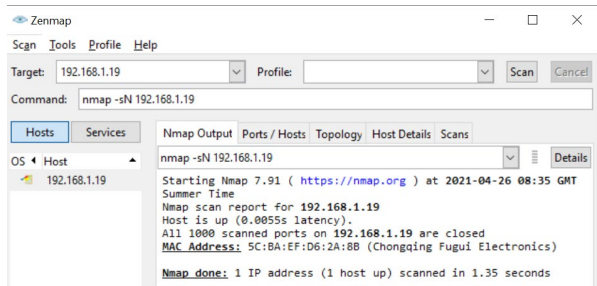 Zenmap
Scan Tools Profile Help
Target: 192.168.1.19 Profile: Scan Cancel
Command: nmap -sN 192.168.1.19
Hosts Services Nmap Output Ports / Hosts Topology Host Details Scans
OS Host nmap -sN 192.168.1.19 Details
192.168.1.19
Starting Nmap 7.91 ( https://nmap.org ) at 2021-04-26 08:35 GMT
Summer Time
Nmap scan report for 192.168.1.19
Host is up (0.0055s latency).
All 1000 scanned ports on 192.168.1.19 are closed
MAC Address: 5C:BA:EF:D6:2A:8B (Chongqing Fugui Electronics)
Nmap done: 1 IP address (1 host up) scanned in 1.35 seconds